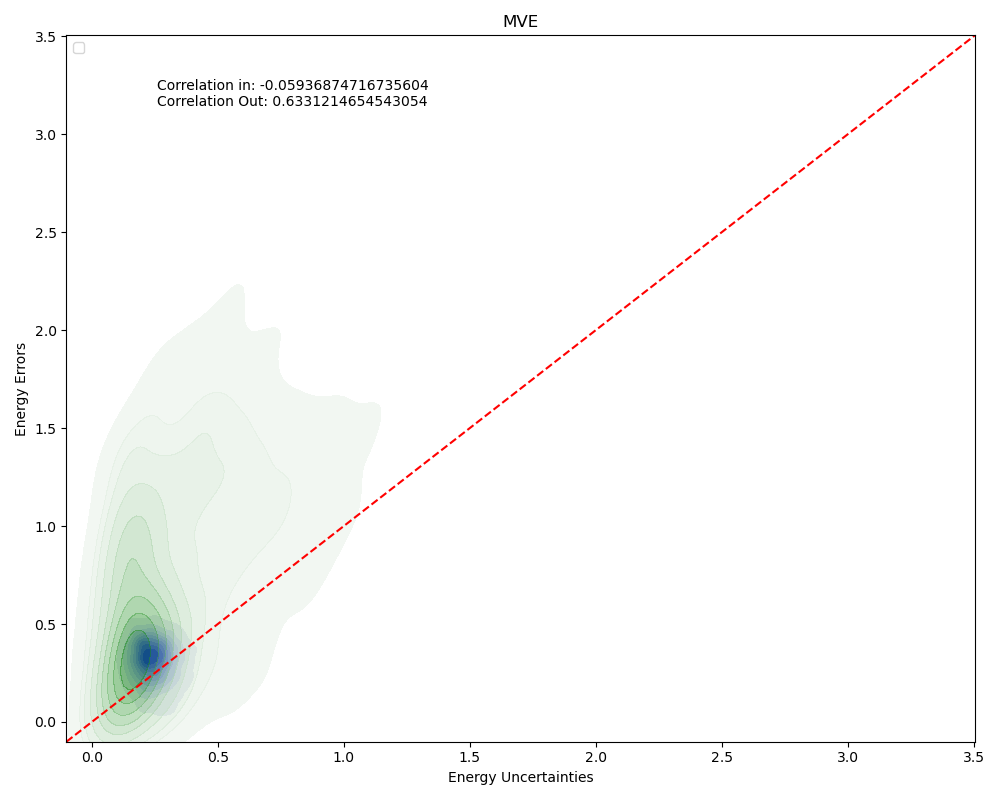 MVE
Correlation in: -0.05936874716735604
Correlation Out: 0.6331214654543054
3.5
3.0
2.5
2.0
1.5
1.0
0.5
0.0
Energy Errors
0.0 0.5 1.0 1.5 2.0 2.5 3.0 3.5
Energy Uncertainties